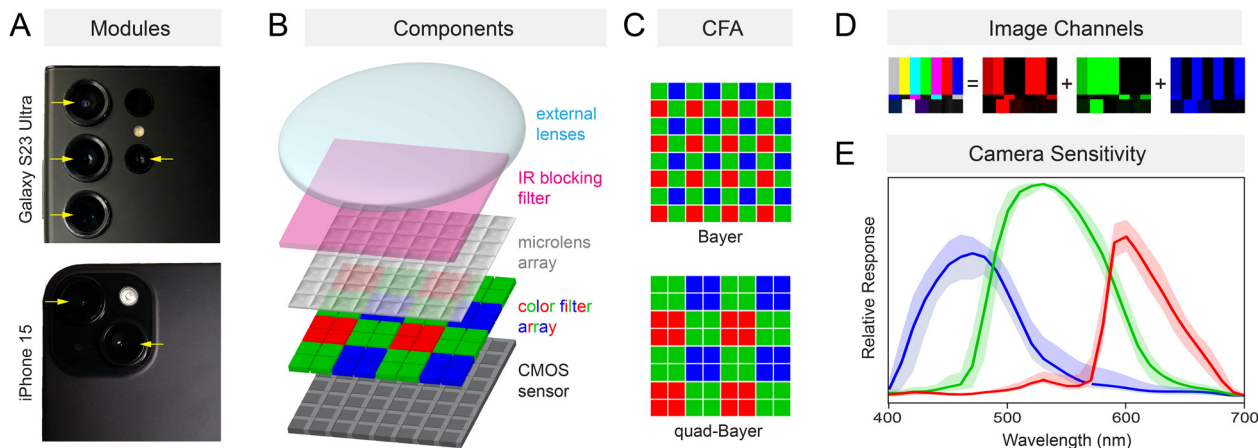 A Modules
Galaxy S23 Ultra
iPhone 15
B Components
external
lenses
IR blocking
filter
microlens
array
color filter
array
CMOS
sensor
C CFA
Bayer
quad-Bayer
D Image Channels
= + +
E Camera Sensitivity
Relative Response
400 500 600 700
Wavelength (nm)